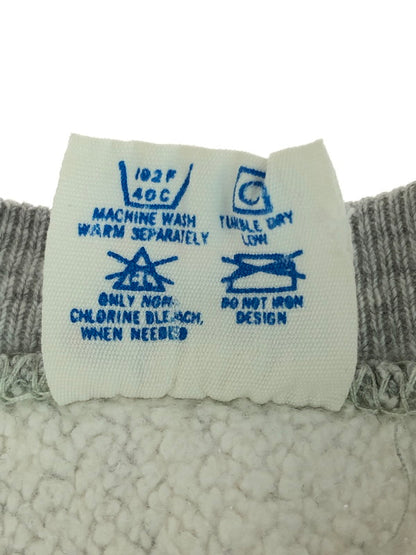 102F
40C
MACHINE WASH
WARM SEPARATELY
C
TUMBLE DRY
LOW
CL
ONLY NON-
CHLORINE BLEACH,
WHEN NEEDED
DO NOT IRON
DESIGN